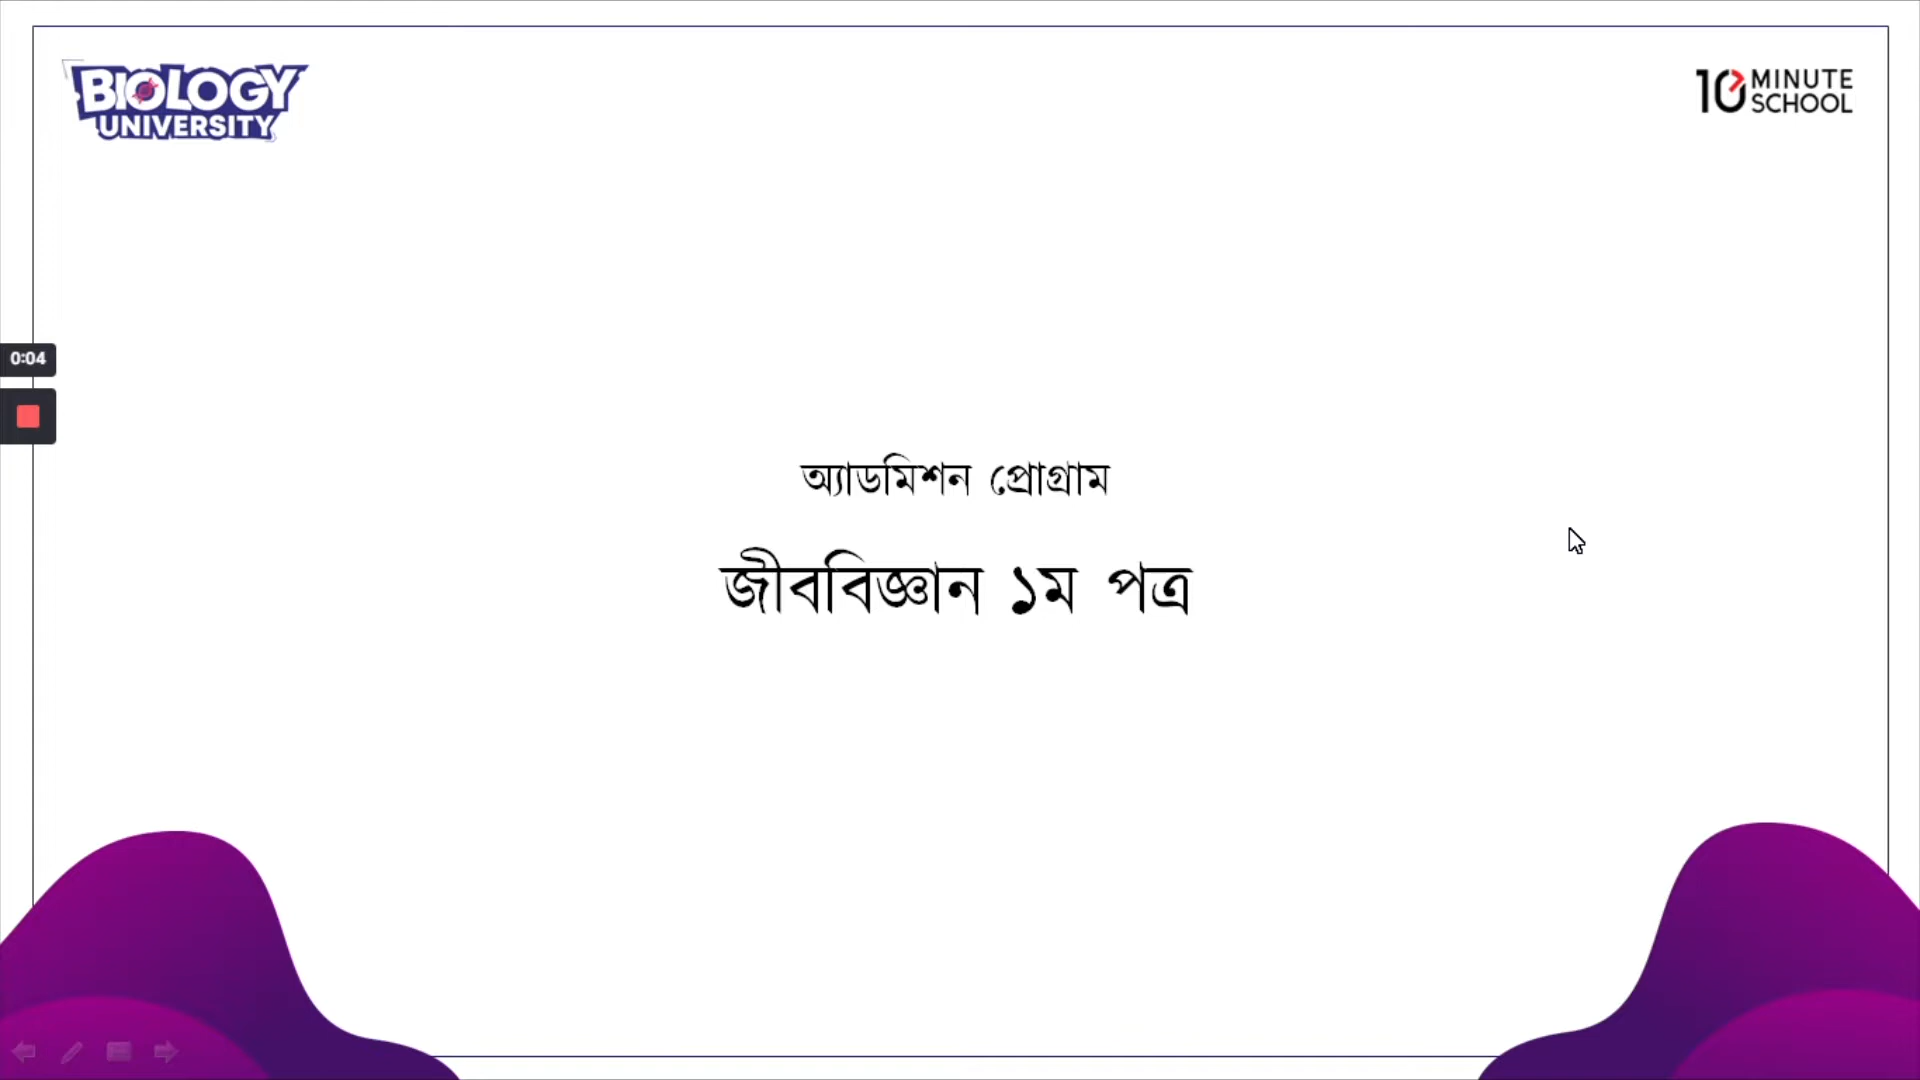 BIOLOGY
UNIVERSITY
10 MINUTE
SCHOOL
0:04
অ্যাডমিশন প্রোগ্রাম
জীববিজ্ঞান ১ম পত্র